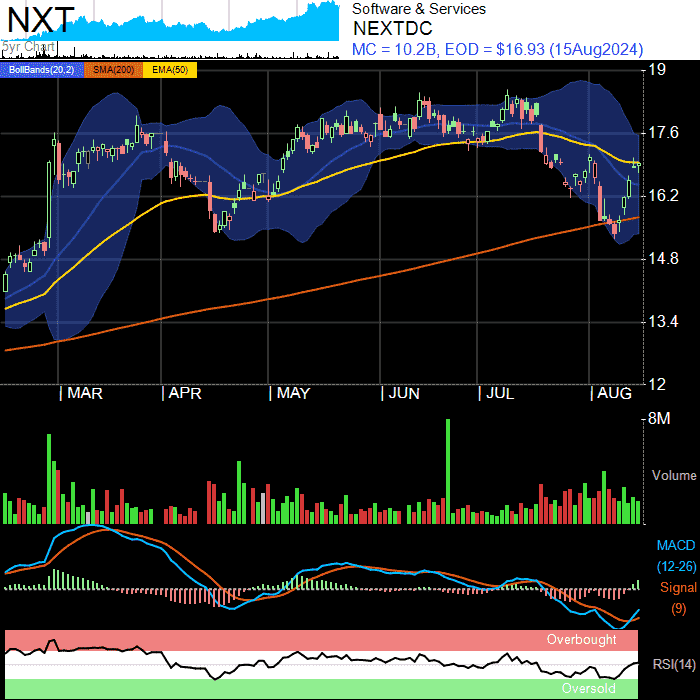 NXT
5yr Chart
Software & Services
NEXTDC
MC = 10.2B, EOD = $16.93 (15Aug2024)
BollBands(20,2) SMA(200) EMA(50)
19
17.6
16.2
14.8
13.4
12
MAR APR MAY JUN JUL AUG
8M
Volume
MACD
(12-26)
Signal
(9)
Overbought
RSI(14)
Oversold